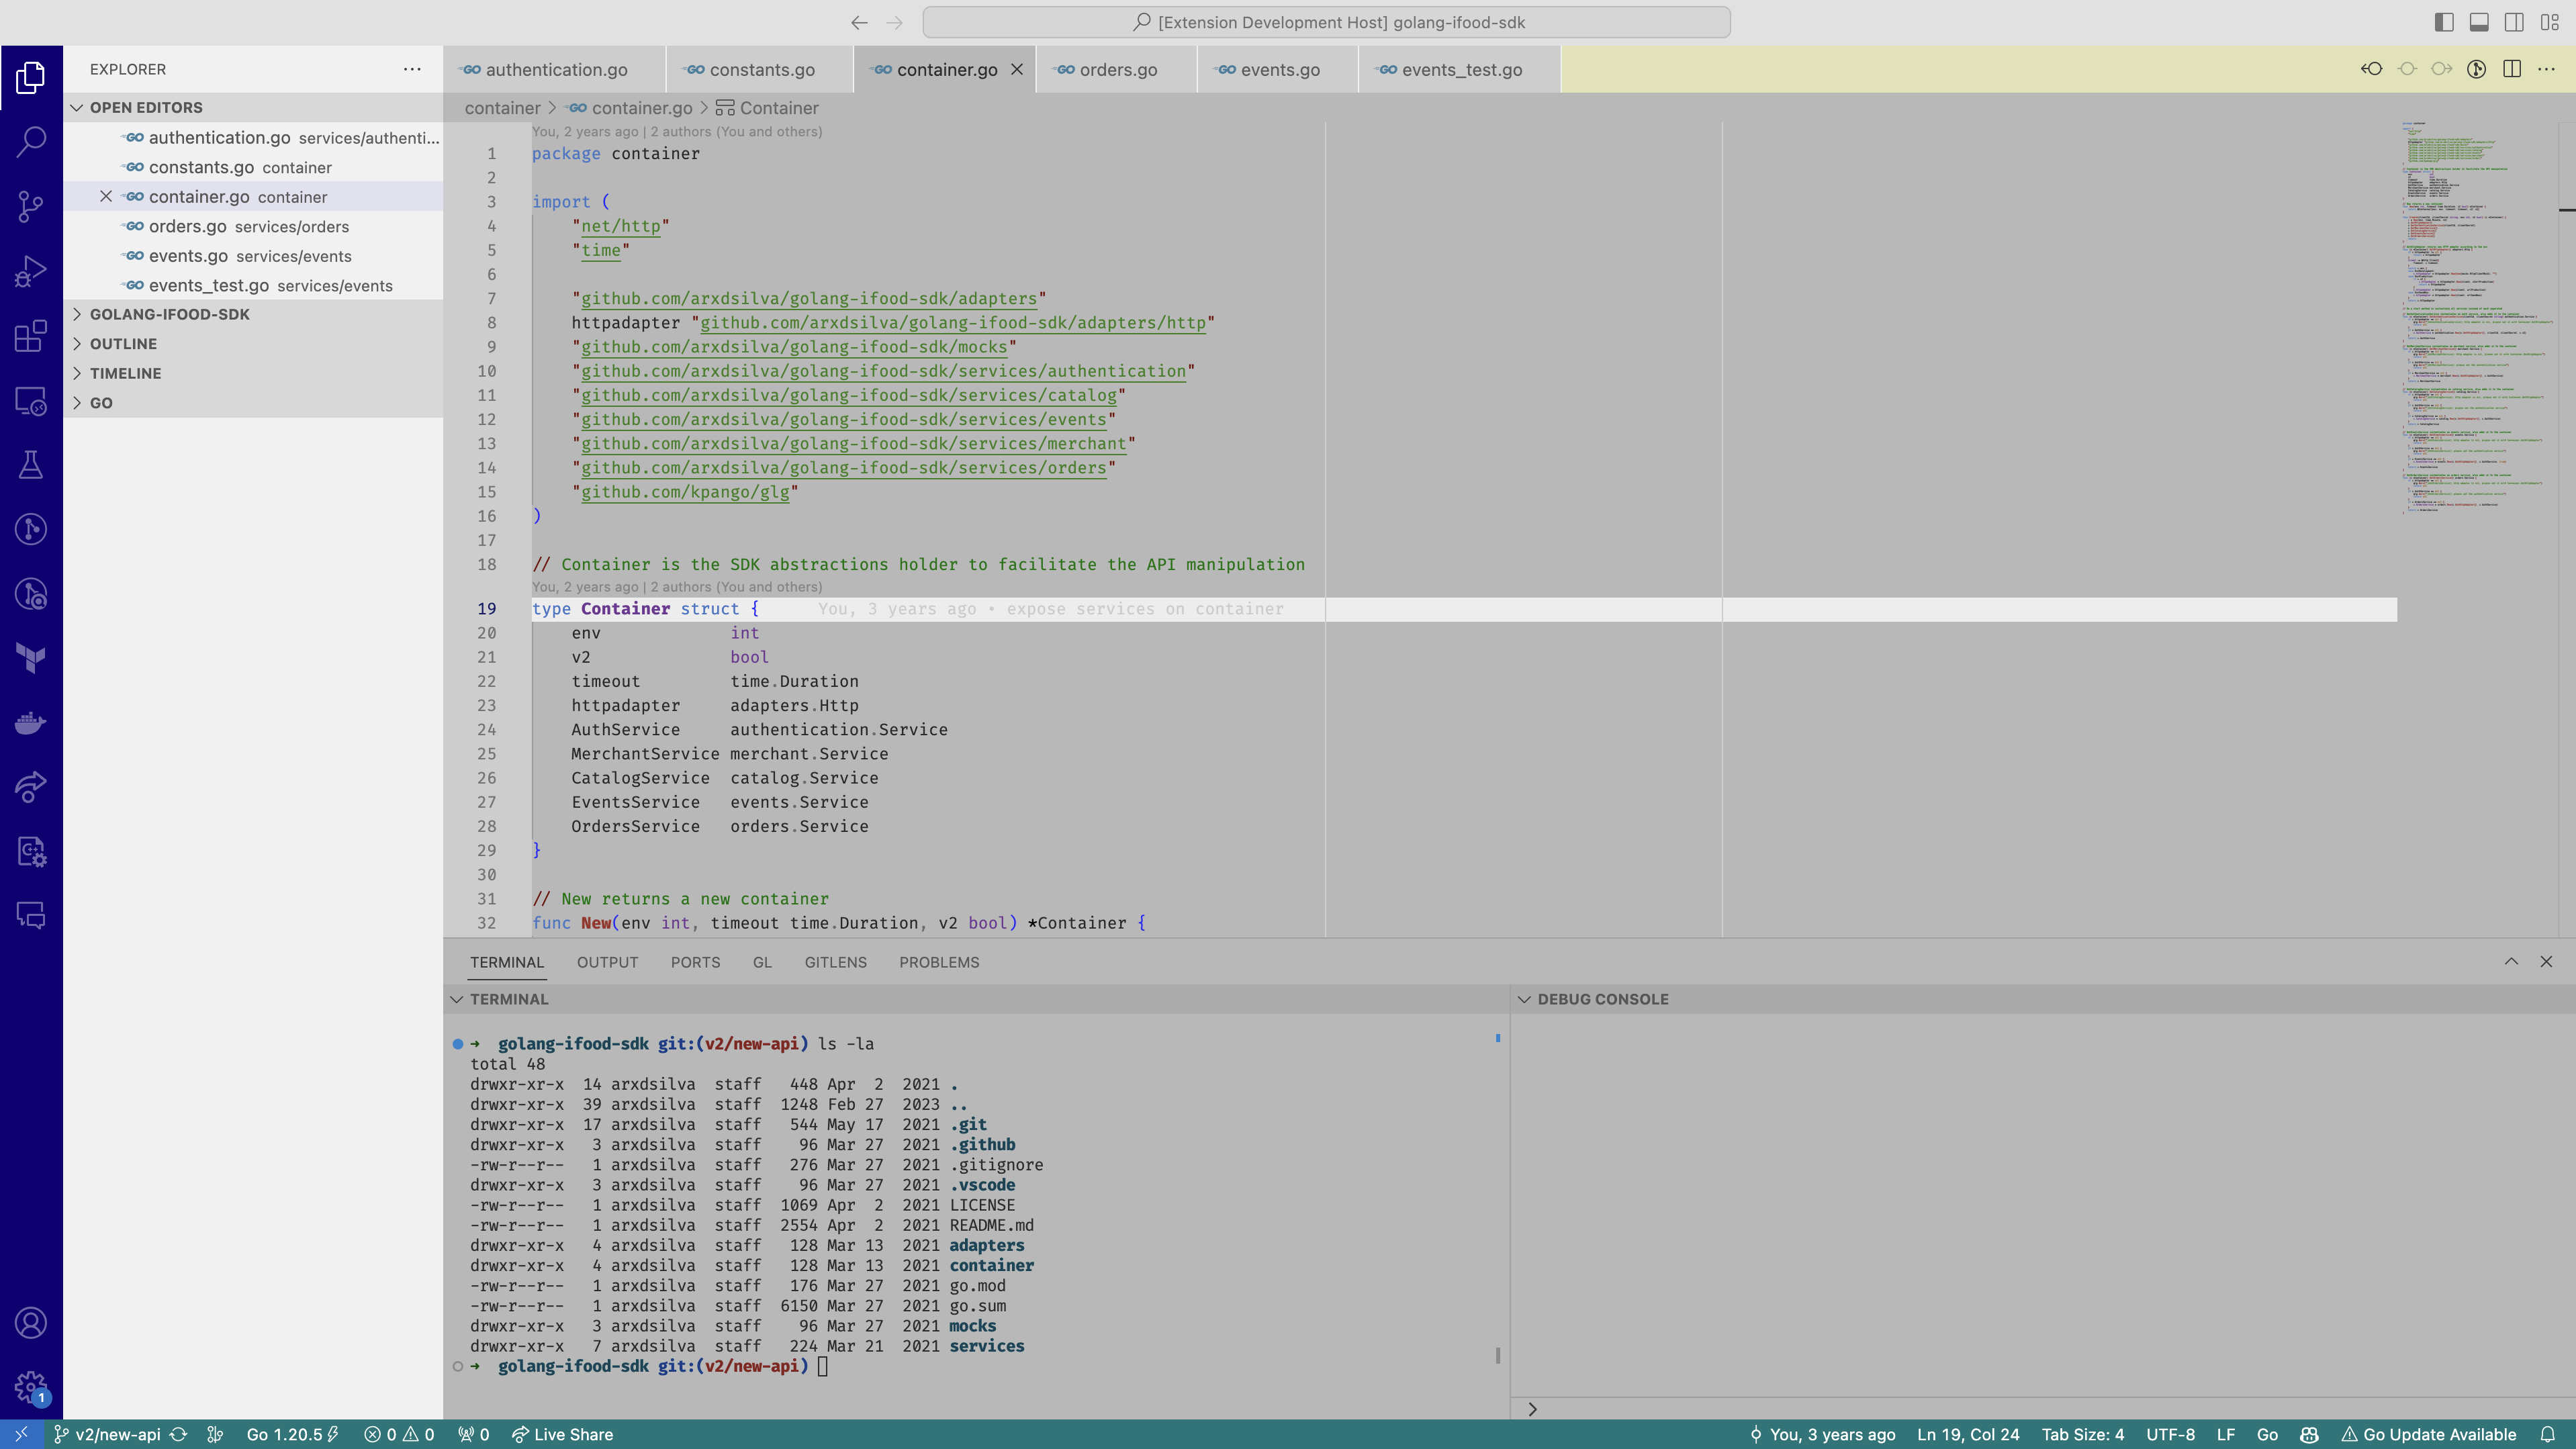 [Extension Development Host] golang-ifood-sdk
EXPLORER
OPEN EDITORS
authentication.go services/authenti...
constants.go container
container.go container
orders.go services/orders
events.go services/events
events_test.go services/events
GOLANG-IFOOD-SDK
OUTLINE
TIMELINE
GO
authentication.go
constants.go
container.go
orders.go
events.go
events_test.go
container > container.go > Container
You, 2 years ago | 2 authors (You and others)
1 package container
2
3 import (
4 "net/http"
5 "time"
6
7 "github.com/arxdsilva/golang-ifood-sdk/adapters"
8 httpadapter "github.com/arxdsilva/golang-ifood-sdk/adapters/http"
9 "github.com/arxdsilva/golang-ifood-sdk/mocks"
10 "github.com/arxdsilva/golang-ifood-sdk/services/authentication"
11 "github.com/arxdsilva/golang-ifood-sdk/services/catalog"
12 "github.com/arxdsilva/golang-ifood-sdk/services/events"
13 "github.com/arxdsilva/golang-ifood-sdk/services/merchant"
14 "github.com/arxdsilva/golang-ifood-sdk/services/orders"
15 "github.com/kpango/glg"
16 )
17
18 // Container is the SDK abstractions holder to facilitate the API manipulation
You, 2 years ago | 2 authors (You and others)
19 type Container struct { You, 3 years ago • expose services on container
20 env int
21 v2 bool
22 timeout time.Duration
23 httpadapter adapters.Http
24 AuthService authentication.Service
25 MerchantService merchant.Service
26 CatalogService catalog.Service
27 EventsService events.Service
28 OrdersService orders.Service
29 }
30
31 // New returns a new container
32 func New(env int, timeout time.Duration, v2 bool) *Container {
TERMINAL OUTPUT PORTS GL GITLENS PROBLEMS
TERMINAL
➜ golang-ifood-sdk git:(v2/new-api) ls -la
total 48
drwxr-xr-x 14 arxdsilva staff 448 Apr 2 2021 .
drwxr-xr-x 39 arxdsilva staff 1248 Feb 27 2023 ..
drwxr-xr-x 17 arxdsilva staff 544 May 17 2021 .git
drwxr-xr-x 3 arxdsilva staff 96 Mar 27 2021 .github
-rw-r--r-- 1 arxdsilva staff 276 Mar 27 2021 .gitignore
drwxr-xr-x 3 arxdsilva staff 96 Mar 27 2021 .vscode
-rw-r--r-- 1 arxdsilva staff 1069 Apr 2 2021 LICENSE
-rw-r--r-- 1 arxdsilva staff 2554 Apr 2 2021 README.md
drwxr-xr-x 4 arxdsilva staff 128 Mar 13 2021 adapters
drwxr-xr-x 4 arxdsilva staff 128 Mar 13 2021 container
-rw-r--r-- 1 arxdsilva staff 176 Mar 27 2021 go.mod
-rw-r--r-- 1 arxdsilva staff 6150 Mar 27 2021 go.sum
drwxr-xr-x 3 arxdsilva staff 96 Mar 27 2021 mocks
drwxr-xr-x 7 arxdsilva staff 224 Mar 21 2021 services
➜ golang-ifood-sdk git:(v2/new-api)
DEBUG CONSOLE
>
1
v2/new-api Go 1.20.5 0 0 0 Live Share
You, 3 years ago Ln 19, Col 24 Tab Size: 4 UTF-8 LF Go Go Update Available